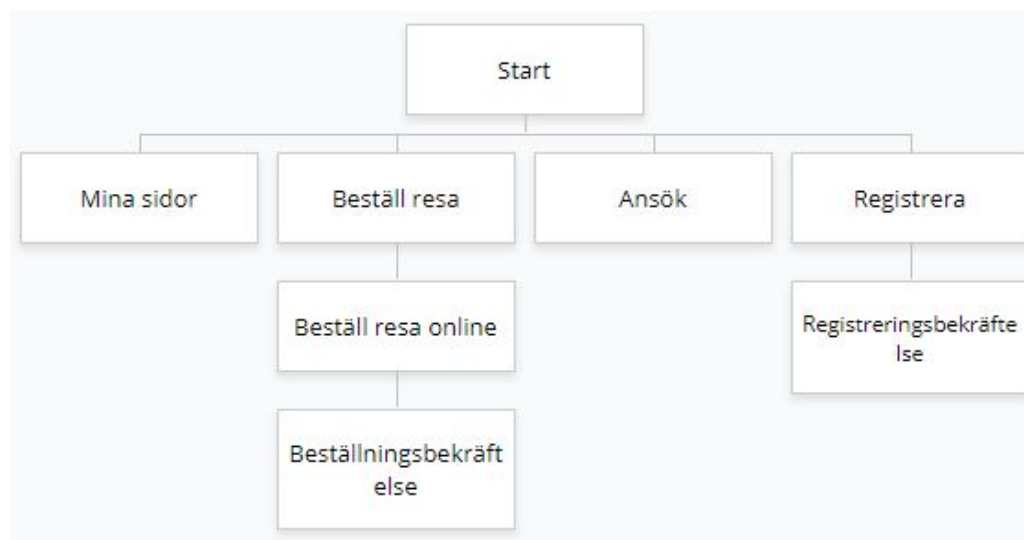 Start
Mina sidor
Beställ resa
Ansök
Registrera
Beställ resa online
Registreringsbekräfte
lse
Beställningsbekräft
else